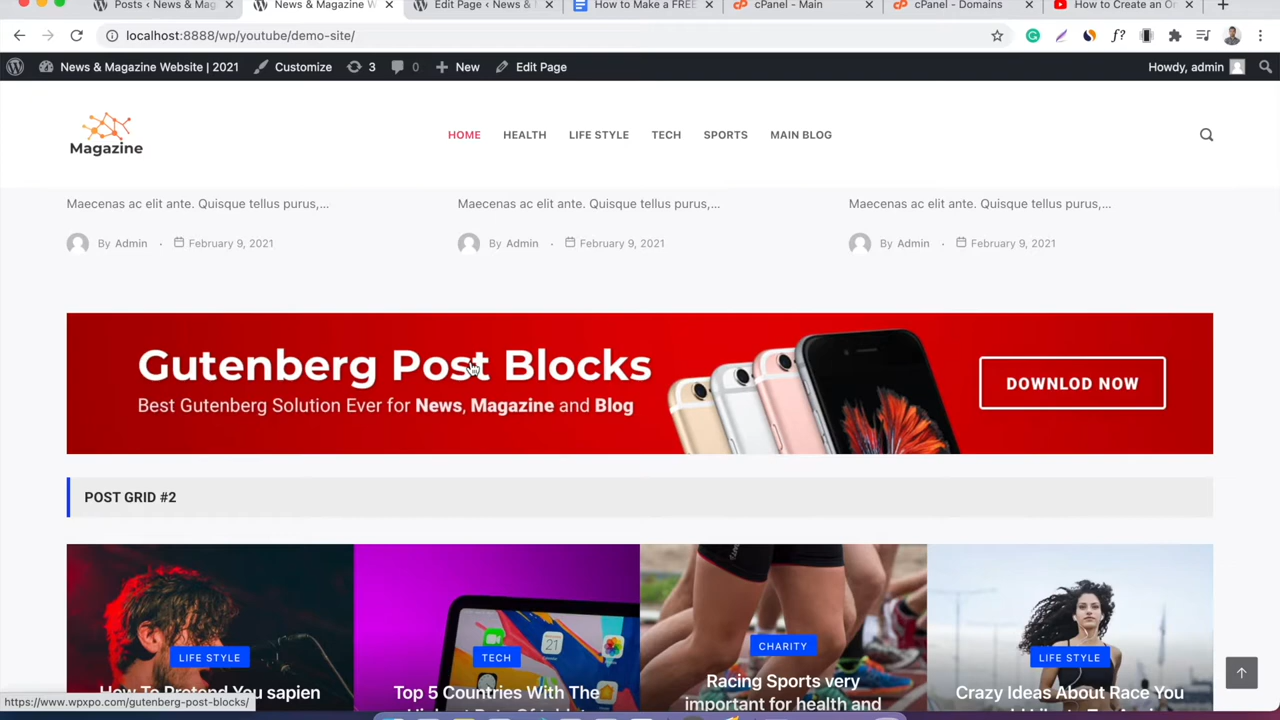 Posts ‹ News & Mag
News & Magazine W
Edit Page ‹ News &
How to Make a FREE
cPanel - Main
cPanel - Domains
How to Create an Or
localhost:8888/wp/youtube/demo-site/
News & Magazine Website | 2021
Customize
3
0
New
Edit Page
Howdy, admin
Magazine
HOME
HEALTH
LIFE STYLE
TECH
SPORTS
MAIN BLOG
Maecenas ac elit ante. Quisque tellus purus,...
Maecenas ac elit ante. Quisque tellus purus,...
Maecenas ac elit ante. Quisque tellus purus,...
By Admin · February 9, 2021
By Admin · February 9, 2021
By Admin · February 9, 2021
Gutenberg Post Blocks
Best Gutenberg Solution Ever for News, Magazine and Blog
DOWNLOD NOW
POST GRID #2
LIFE STYLE
How To Pretend You sapien
TECH
Top 5 Countries With The
CHARITY
Racing Sports very
important for health and
LIFE STYLE
Crazy Ideas About Race You
https://www.wpxpo.com/gutenberg-post-blocks/